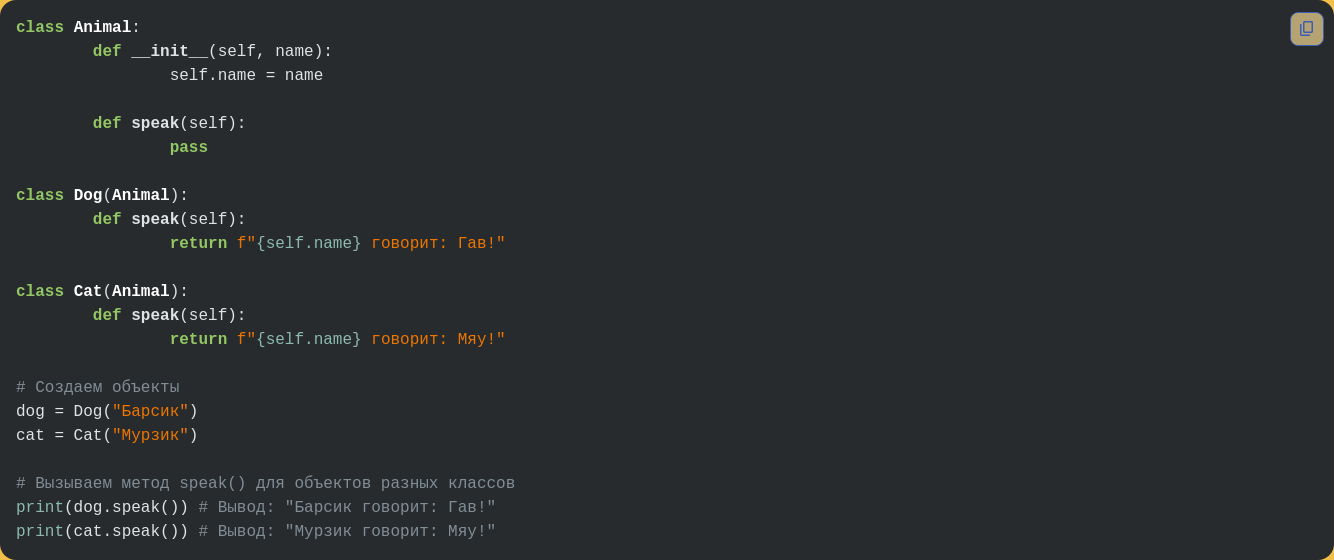 class Animal:
        def __init__(self, name):
                self.name = name

        def speak(self):
                pass

class Dog(Animal):
        def speak(self):
                return f"{self.name} говорит: Гав!"

class Cat(Animal):
        def speak(self):
                return f"{self.name} говорит: Мяу!"

# Создаем объекты
dog = Dog("Барсик")
cat = Cat("Мурзик")

# Вызываем метод speak() для объектов разных классов
print(dog.speak()) # Вывод: "Барсик говорит: Гав!"
print(cat.speak()) # Вывод: "Мурзик говорит: Мяу!"